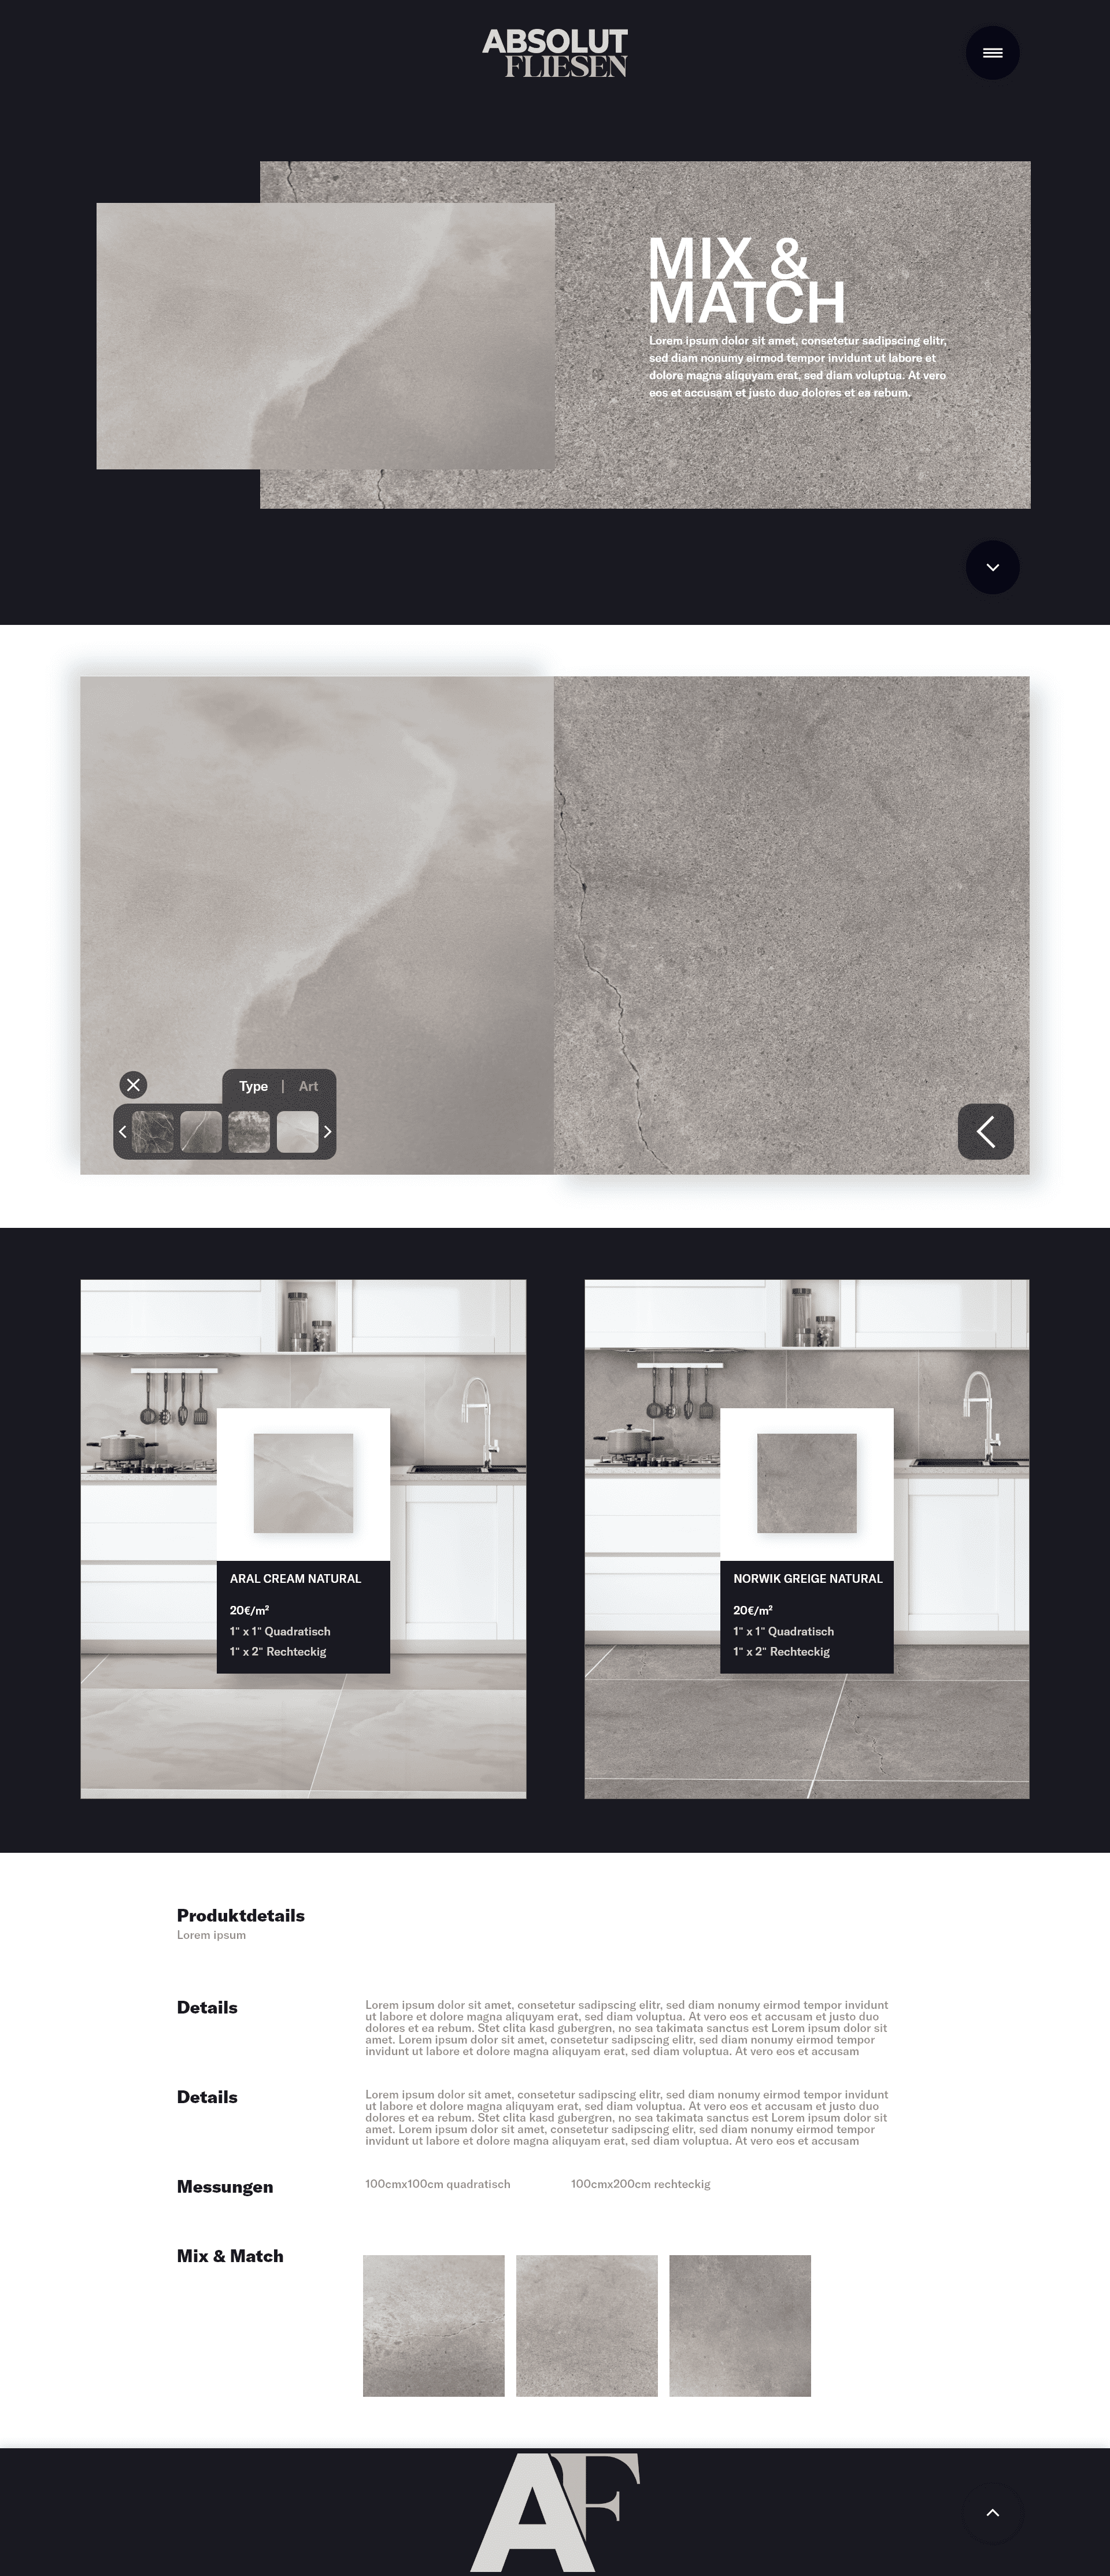 ABSOLUT
FLIESEN
MIX &
MATCH
Lorem ipsum dolor sit amet, consetetur sadipscing elitr,
sed diam nonumy eirmod tempor invidunt ut labore et
dolore magna aliquyam erat, sed diam voluptua. At vero
eos et accusam et justo duo dolores et ea rebum.
Type | Art
ARAL CREAM NATURAL
20€/m²
1" x 1" Quadratisch
1" x 2" Rechteckig
NORWIK GREIGE NATURAL
20€/m²
1" x 1" Quadratisch
1" x 2" Rechteckig
Produktdetails
Lorem ipsum
Details
Lorem ipsum dolor sit amet, consetetur sadipscing elitr, sed diam nonumy eirmod tempor invidunt
ut labore et dolore magna aliquyam erat, sed diam voluptua. At vero eos et accusam et justo duo
dolores et ea rebum. Stet clita kasd gubergren, no sea takimata sanctus est Lorem ipsum dolor sit
amet. Lorem ipsum dolor sit amet, consetetur sadipscing elitr, sed diam nonumy eirmod tempor
invidunt ut labore et dolore magna aliquyam erat, sed diam voluptua. At vero eos et accusam
Details
Lorem ipsum dolor sit amet, consetetur sadipscing elitr, sed diam nonumy eirmod tempor invidunt
ut labore et dolore magna aliquyam erat, sed diam voluptua. At vero eos et accusam et justo duo
dolores et ea rebum. Stet clita kasd gubergren, no sea takimata sanctus est Lorem ipsum dolor sit
amet. Lorem ipsum dolor sit amet, consetetur sadipscing elitr, sed diam nonumy eirmod tempor
invidunt ut labore et dolore magna aliquyam erat, sed diam voluptua. At vero eos et accusam
Messungen
100cmx100cm quadratisch
100cmx200cm rechteckig
Mix & Match
AF